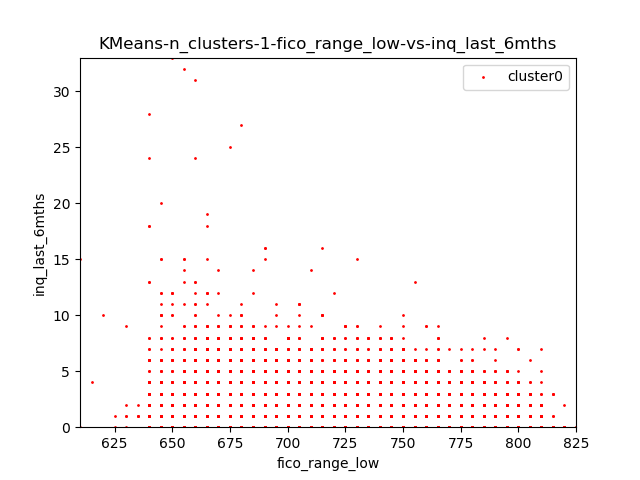 KMeans-n_clusters-1-fico_range_low-vs-inq_last_6mths
cluster0
30
25
20
15
10
5
0
inq_last_6mths
625 650 675 700 725 750 775 800 825
fico_range_low